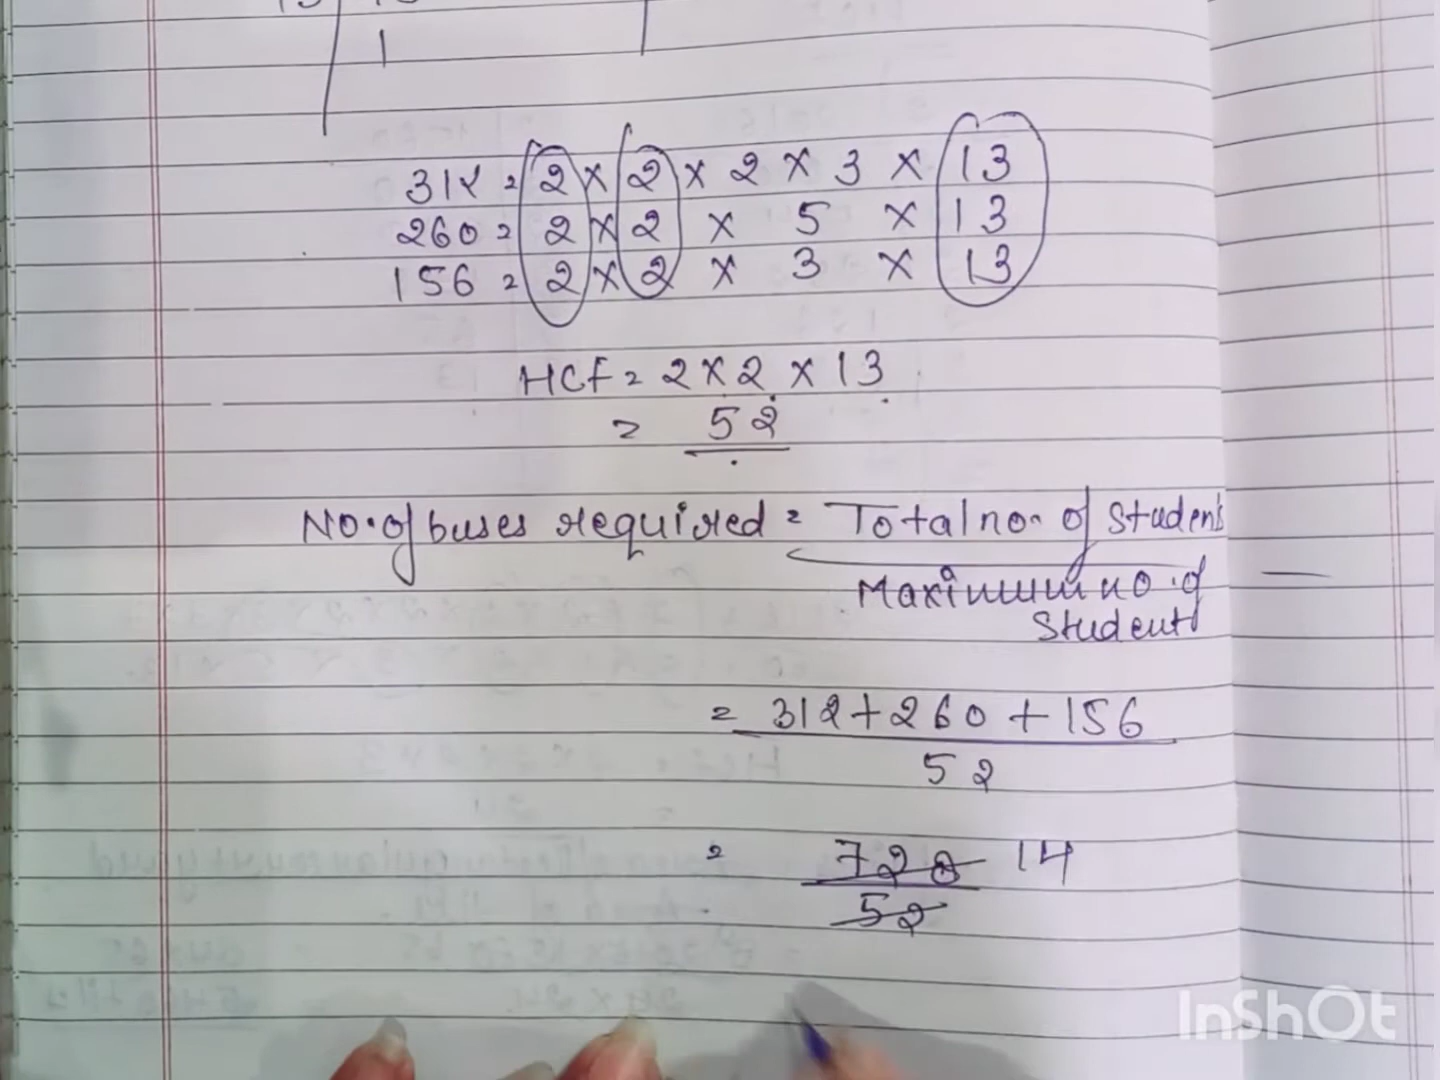 1
312 = 2 × 2 × 2 × 3 × 13
260 = 2 × 2 × 5 × 13
156 = 2 × 2 × 3 × 13
HCF = 2 × 2 × 13
= 52
No. of buses required = Total no. of students
Maximum no. of
Students
= 312 + 260 + 156
52
= 728 14
52
InShOt